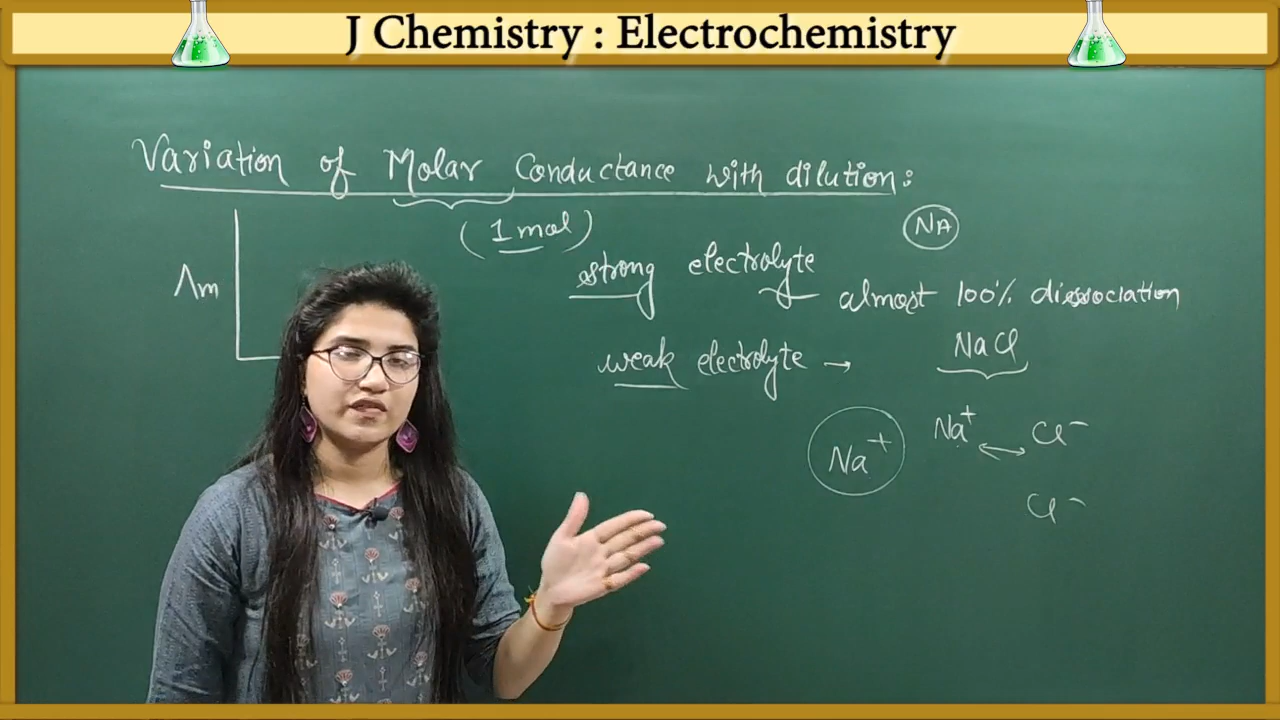 J Chemistry : Electrochemistry
Variation of Molar Conductance with dilution:
(1 mol)
NA
Λm
strong electrolyte
almost 100% dissociation
weak electrolyte →
NaCl
Na⁺
Na⁺ ↔ Cl⁻
Cl⁻